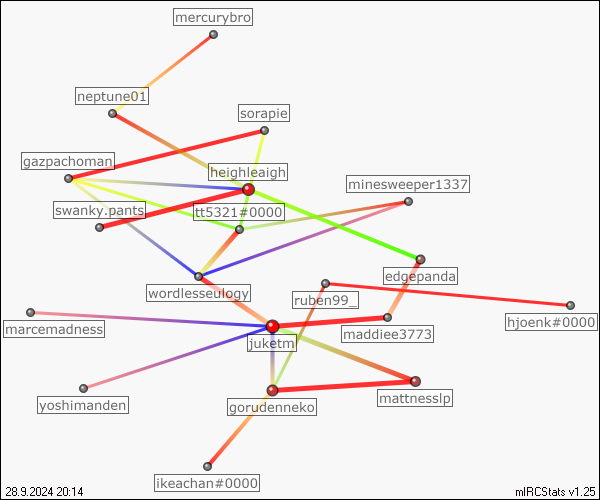 mercurybro
neptune01
sorapie
gazpachoman
heighleaigh
minesweeper1337
swanky.pants
tt5321#0000
edgepanda
wordlesseulogy
ruben99_
marcemadness
hjoenk#0000
maddiee3773
juketm
yoshimanden
gorudenneko
mattnesslp
ikeachan#0000
28.9.2024 20:14
mIRCStats v1.25